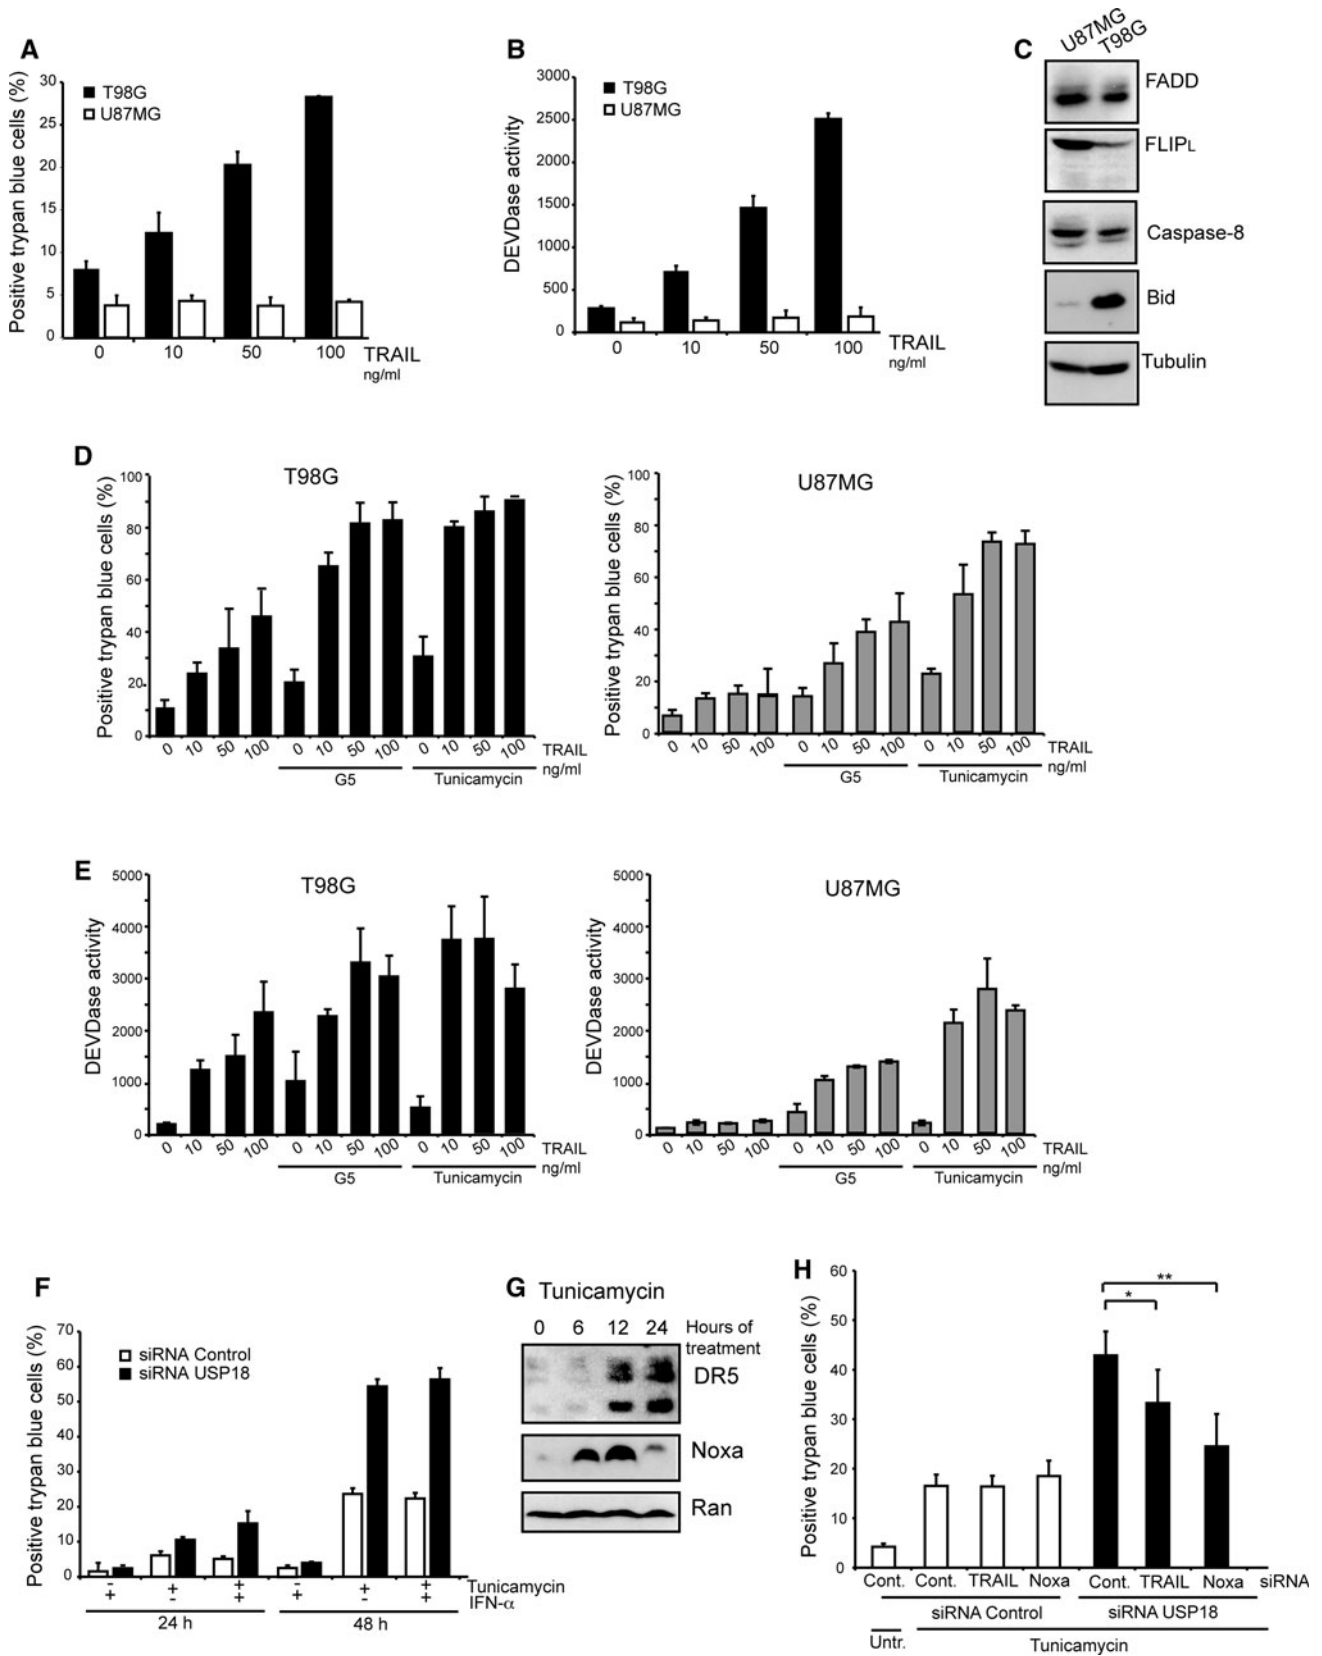 A
Positive trypan blue cells (%)
30
25
20
15
10
5
0
T98G
U87MG
0 10 50 100 TRAIL
ng/ml
B
DEVDase activity
3000
2500
2000
1500
1000
500
0
T98G
U87MG
0 10 50 100 TRAIL
ng/ml
C
U87MG
T98G
FADD
FLIPL
Caspase-8
Bid
Tubulin
D
T98G
Positive trypan blue cells (%)
100
80
60
40
20
0
0 10 50 100 0 10 50 100 0 10 50 100 TRAIL
ng/ml
G5 Tunicamycin
U87MG
Positive trypan blue cells (%)
100
80
60
40
20
0
0 10 50 100 0 10 50 100 0 10 50 100 TRAIL
ng/ml
G5 Tunicamycin
E
T98G
DEVDase activity
5000
4000
3000
2000
1000
0
0 10 50 100 0 10 50 100 0 10 50 100 TRAIL
ng/ml
G5 Tunicamycin
U87MG
DEVDase activity
5000
4000
3000
2000
1000
0
0 10 50 100 0 10 50 100 0 10 50 100 TRAIL
ng/ml
G5 Tunicamycin
F
Positive trypan blue cells (%)
70
60
50
40
30
20
10
0
siRNA Control
siRNA USP18
- + + - + + Tunicamycin
+ - + + - + IFN-α
24 h 48 h
G Tunicamycin
0 6 12 24 Hours of
treatment
DR5
Noxa
Ran
H
Positive trypan blue cells (%)
60
50
40
30
20
10
0
**
*
Cont. Cont. TRAIL Noxa Cont. TRAIL Noxa siRNA
siRNA Control siRNA USP18
Untr. Tunicamycin